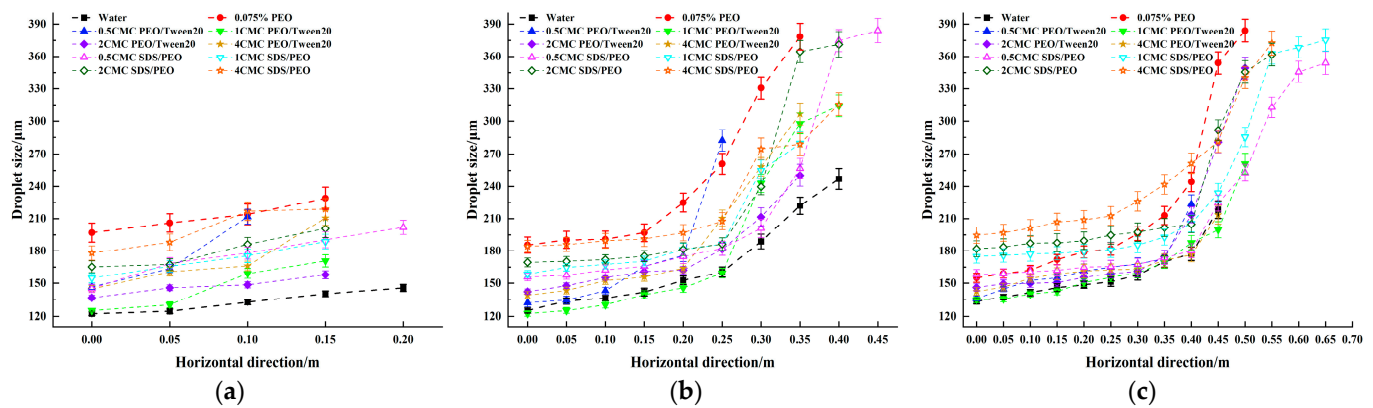 390
360
330
300
270
240
210
180
150
120
Droplet size/μm
Water
0.075% PEO
0.5CMC PEO/Tween20
1CMC PEO/Tween20
2CMC PEO/Tween20
4CMC PEO/Tween20
0.5CMC SDS/PEO
1CMC SDS/PEO
2CMC SDS/PEO
4CMC SDS/PEO
0.00 0.05 0.10 0.15 0.20
Horizontal direction/m
(a)
390
360
330
300
270
240
210
180
150
120
Droplet size/μm
Water
0.075% PEO
0.5CMC PEO/Tween20
1CMC PEO/Tween20
2CMC PEO/Tween20
4CMC PEO/Tween20
0.5CMC SDS/PEO
1CMC SDS/PEO
2CMC SDS/PEO
4CMC SDS/PEO
0.00 0.05 0.10 0.15 0.20 0.25 0.30 0.35 0.40 0.45
Horizontal direction/m
(b)
390
360
330
300
270
240
210
180
150
120
Droplet size/μm
Water
0.075% PEO
0.5CMC PEO/Tween20
1CMC PEO/Tween20
2CMC PEO/Tween20
4CMC PEO/Tween20
0.5CMC SDS/PEO
1CMC SDS/PEO
2CMC SDS/PEO
4CMC SDS/PEO
0.00 0.05 0.10 0.15 0.20 0.25 0.30 0.35 0.40 0.45 0.50 0.55 0.60 0.65 0.70
Horizontal direction/m
(c)